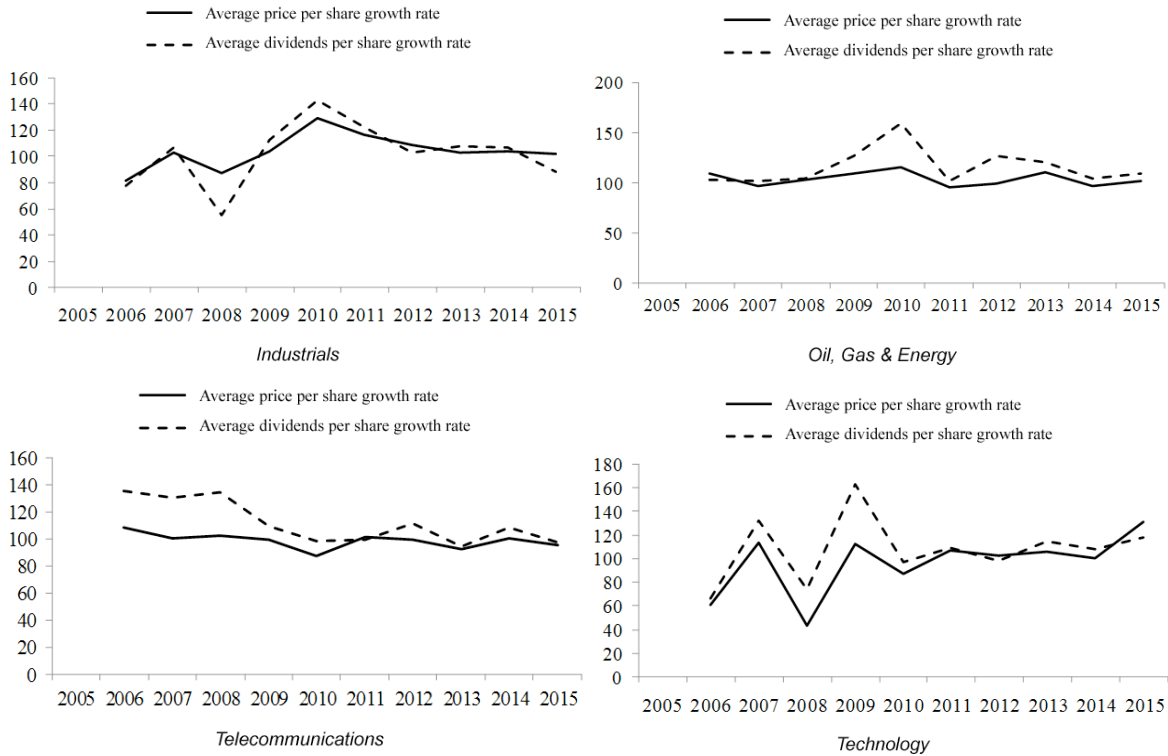 Average price per share growth rate
Average dividends per share growth rate
160
140
120
100
80
60
40
20
0
2005 2006 2007 2008 2009 2010 2011 2012 2013 2014 2015
Industrials
Average price per share growth rate
Average dividends per share growth rate
200
150
100
50
0
2005 2006 2007 2008 2009 2010 2011 2012 2013 2014 2015
Oil, Gas & Energy
Average price per share growth rate
Average dividends per share growth rate
160
140
120
100
80
60
40
20
0
2005 2006 2007 2008 2009 2010 2011 2012 2013 2014 2015
Telecommunications
Average price per share growth rate
Average dividends per share growth rate
180
160
140
120
100
80
60
40
20
0
2005 2006 2007 2008 2009 2010 2011 2012 2013 2014 2015
Technology